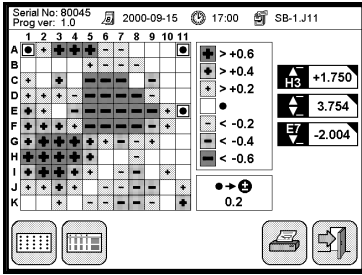 Serial No: 80045
Prog ver: 1.0
2000-09-15
17:00
SB-1.J11
1 2 3 4 5 6 7 8 9 10 11
A
B
C
D
E
F
G
H
I
J
K
> +0.6
> +0.4
> +0.2
< -0.2
< -0.4
< -0.6
H3 +1.750
3.754
E7 -2.004
0.2